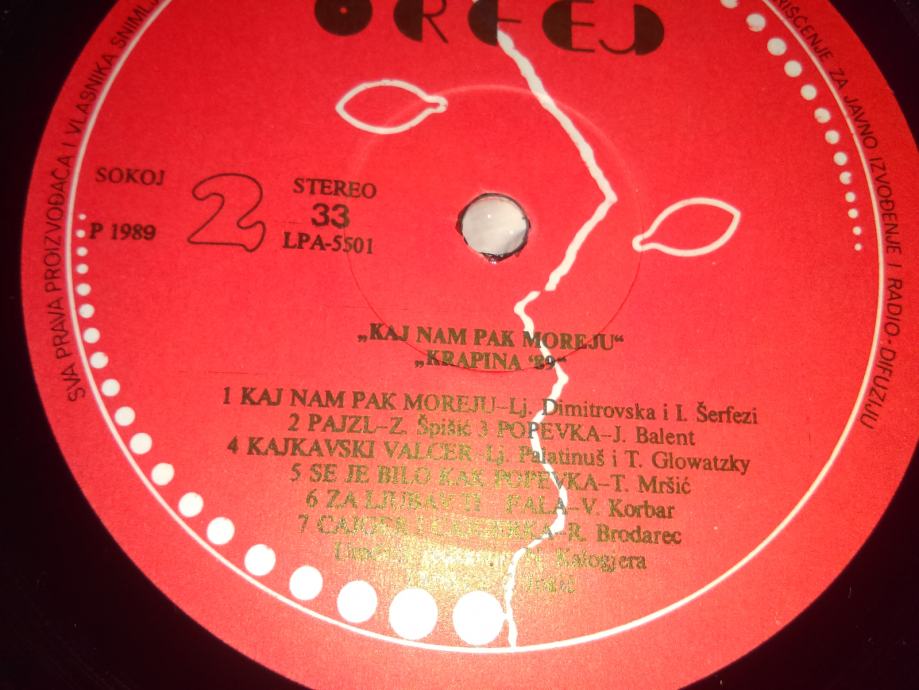 ORFEJ
SVA PRAVA PROIZVOĐAČA I VLASNIKA
RIŠĆENJE ZA JAVNO IZVOĐENJE I RADIO-DIFUZIJU
SOKOJ
2
P 1989
STEREO
33
LPA-5501
„KAJ NAM PAK MOREJU“
„KRAPINA '89“
1 KAJ NAM PAK MOREJU–Lj. Dimitrovska i I. Šerfezi
2 PAJZL–Z. Špišić 3 POPEVKA–J. Balent
4 KAJKAVSKI VALCER–Lj. Palatinuš i T. Glowatzky
5 SE JE BILO KAK POPEVKA–T. Mršić
6 ZA LJUBAV TI HVALA–V. Korbar
7 R. Brodarec
Kalogjera